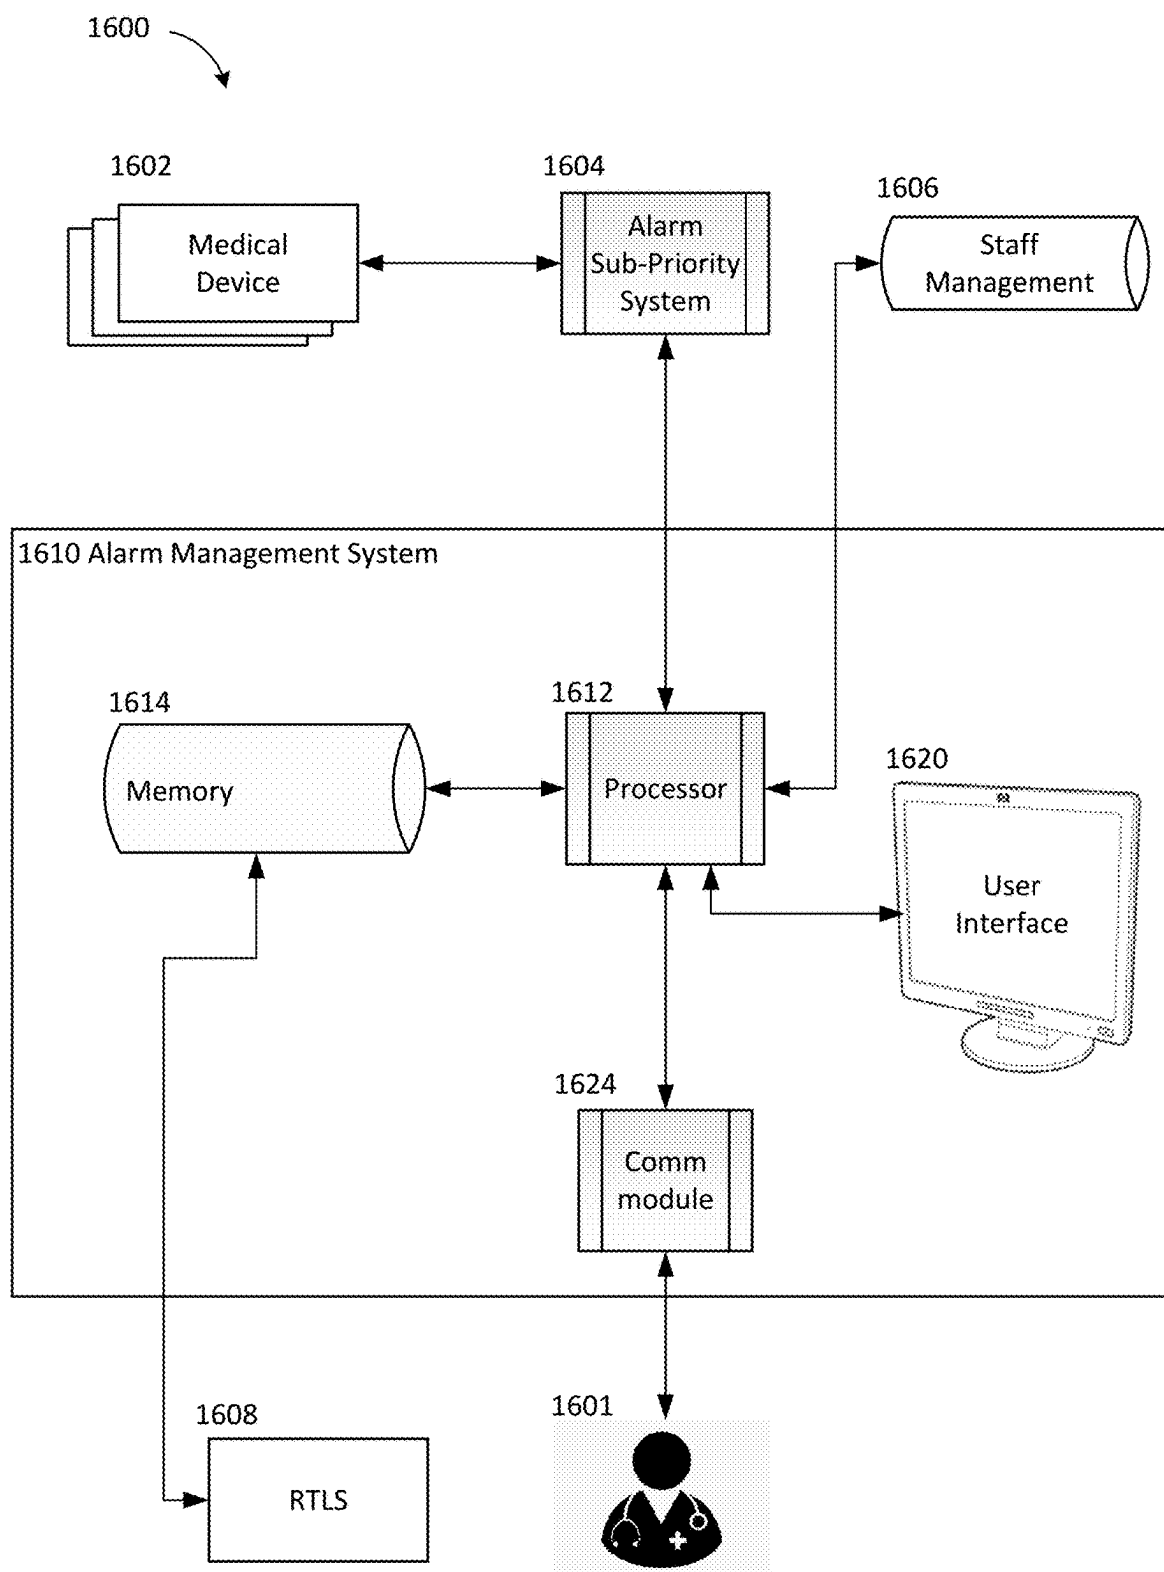 1600
1602
Medical
Device
1604
Alarm
Sub-Priority
System
1606
Staff
Management
1610 Alarm Management System
1614
Memory
1612
Processor
1620
User
Interface
1624
Comm
module
1608
RTLS
1601